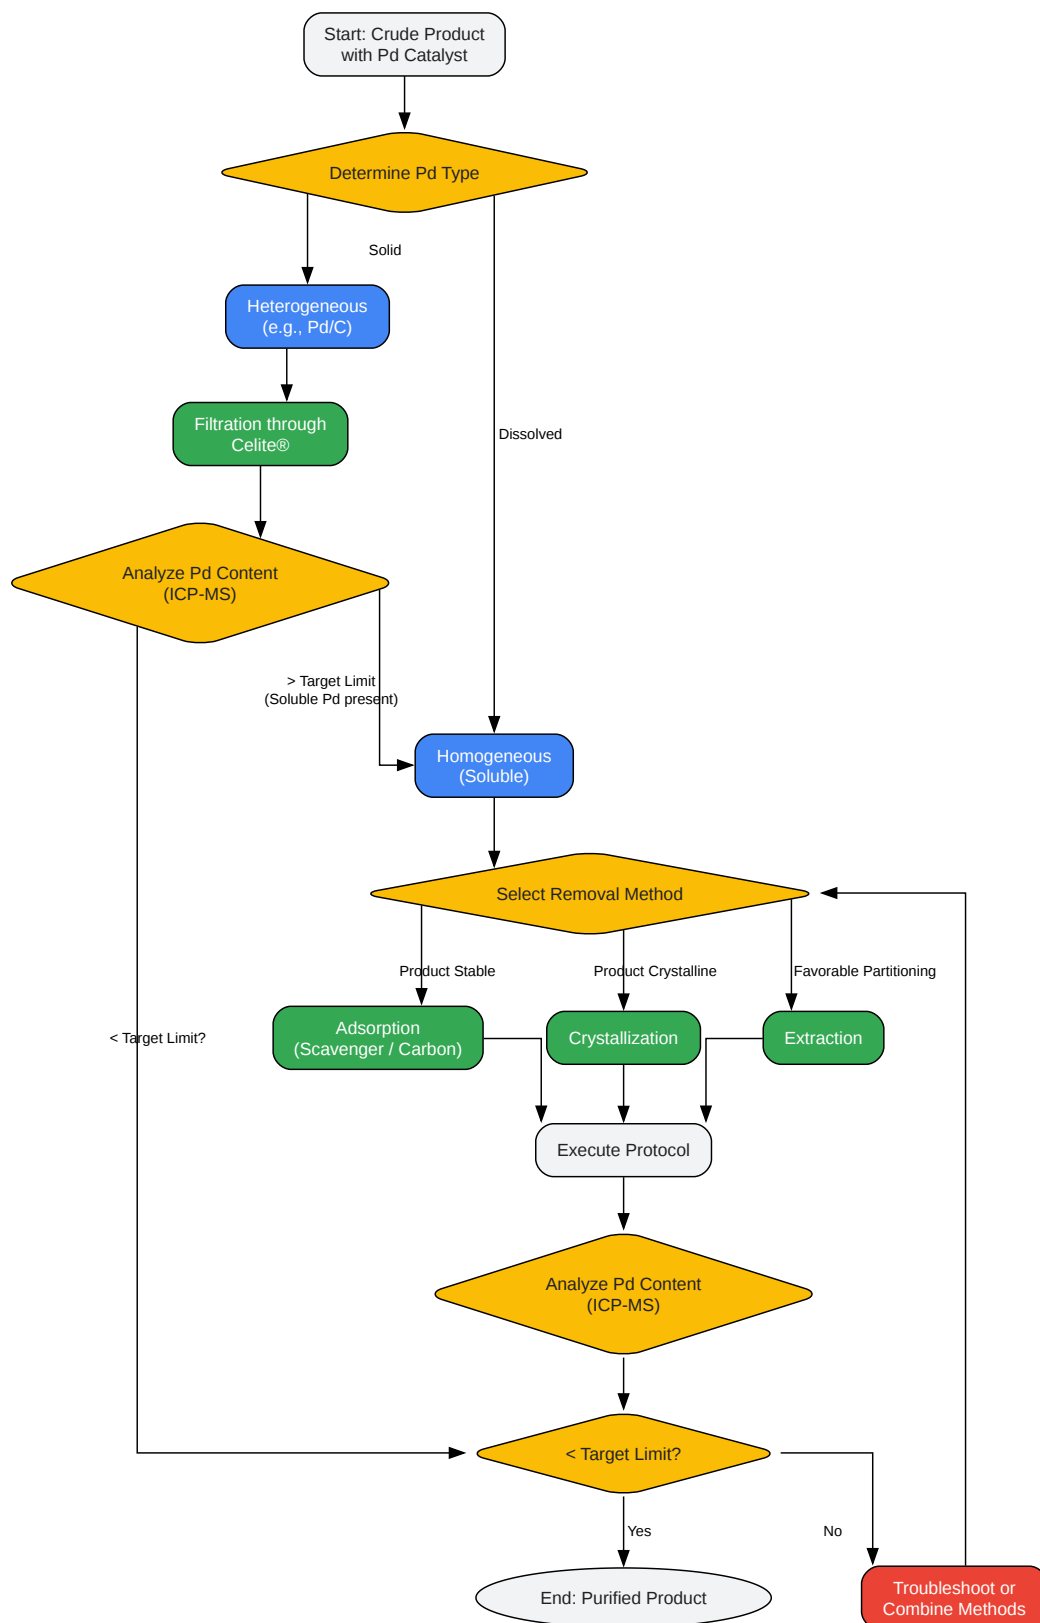 Start: Crude Product
with Pd Catalyst
Determine Pd Type
Solid
Heterogeneous
(e.g., Pd/C)
Filtration through
Celite®
Dissolved
Analyze Pd Content
(ICP-MS)
> Target Limit
(Soluble Pd present)
Homogeneous
(Soluble)
Select Removal Method
Product Stable
Product Crystalline
Favorable Partitioning
< Target Limit?
Adsorption
(Scavenger / Carbon)
Crystallization
Extraction
Execute Protocol
Analyze Pd Content
(ICP-MS)
< Target Limit?
Yes
No
End: Purified Product
Troubleshoot or
Combine Methods